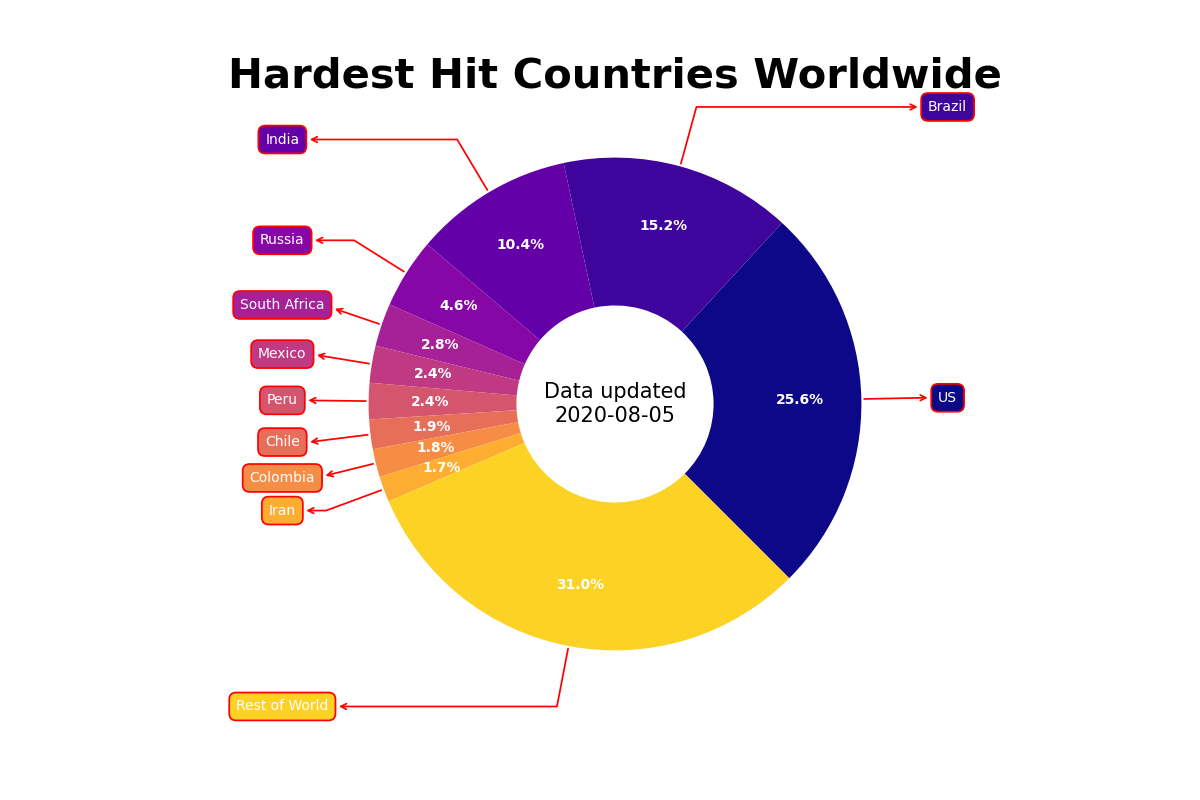 Hardest Hit Countries Worldwide
Brazil
India
15.2%
10.4%
Russia
4.6%
South Africa
2.8%
Mexico
2.4%
Peru
2.4%
Data updated
2020-08-05
25.6%
US
Chile
1.9%
1.8%
Colombia
1.7%
Iran
31.0%
Rest of World